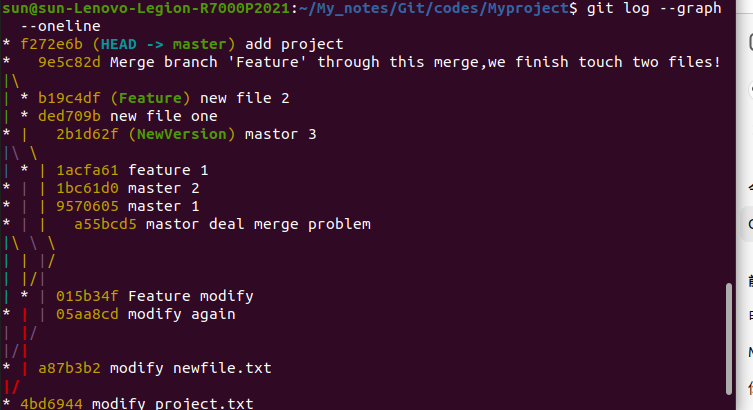 sun@sun-Lenovo-Legion-R7000P2021:~/My_notes/Git/codes/Myproject$ git log --graph
  --oneline
* f272e6b (HEAD -> master) add project
*   9e5c82d Merge branch 'Feature' through this merge,we finish touch two files!
|\
| * b19c4df (Feature) new file 2
| * ded709b new file one
* |   2b1d62f (NewVersion) mastor 3
|\ \
| * | 1acfa61 feature 1
* | | 1bc61d0 master 2
* | | 9570605 master 1
* | |   a55bcd5 mastor deal merge problem
|\ \ \
| | |/
| |/|
| * | 015b34f Feature modify
* | | 05aa8cd modify again
| |/
|/|
* | a87b3b2 modify newfile.txt
|/
* 4bd6944 modify project.txt